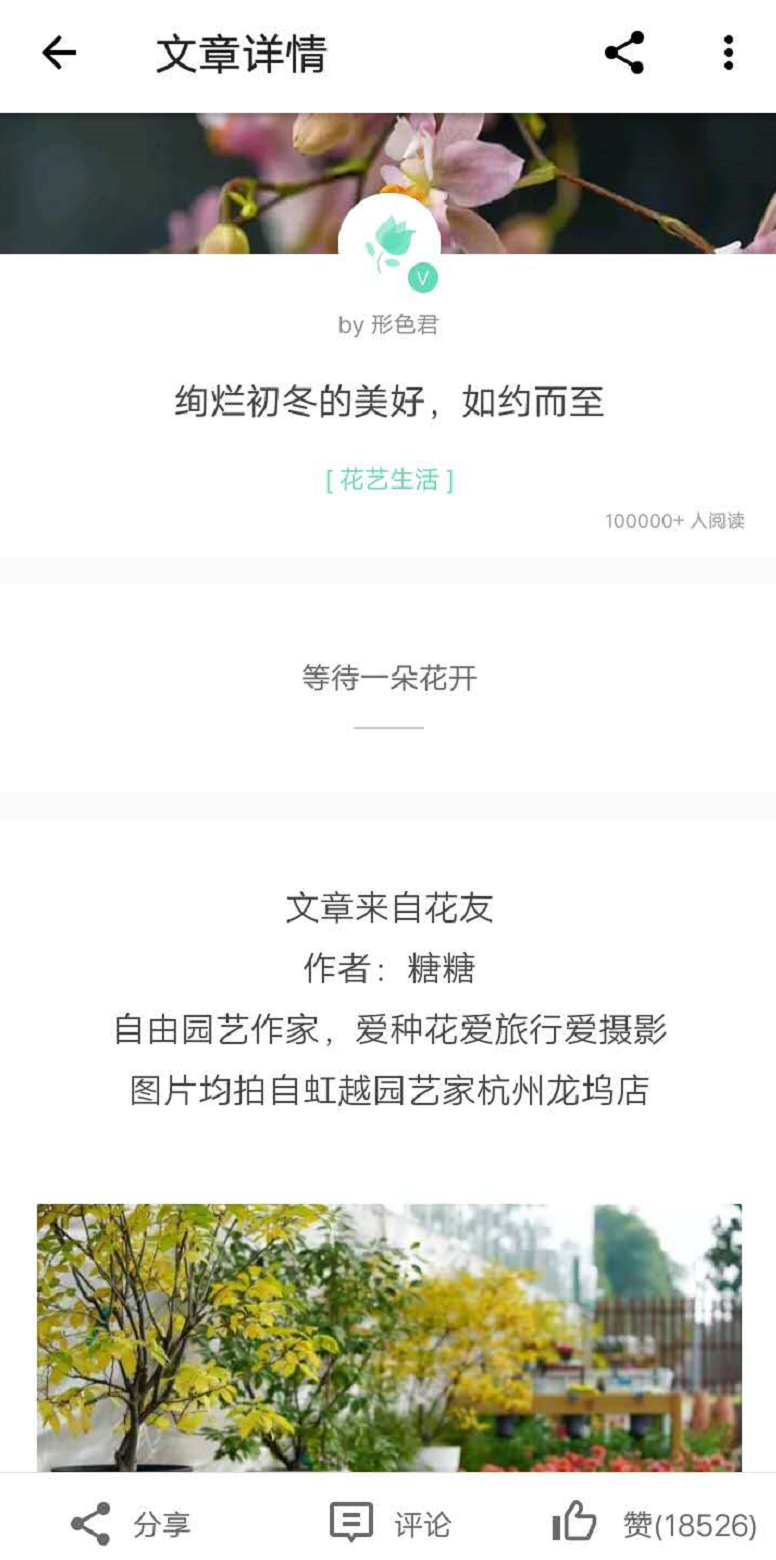 文章详情
V
by 形色君
绚烂初冬的美好，如约而至
[ 花艺生活 ]
100000+ 人阅读
等待一朵花开
文章来自花友
作者：糖糖
自由园艺作家，爱种花爱旅行爱摄影
图片均拍自虹越园艺家杭州龙坞店
分享 评论 赞(18526)